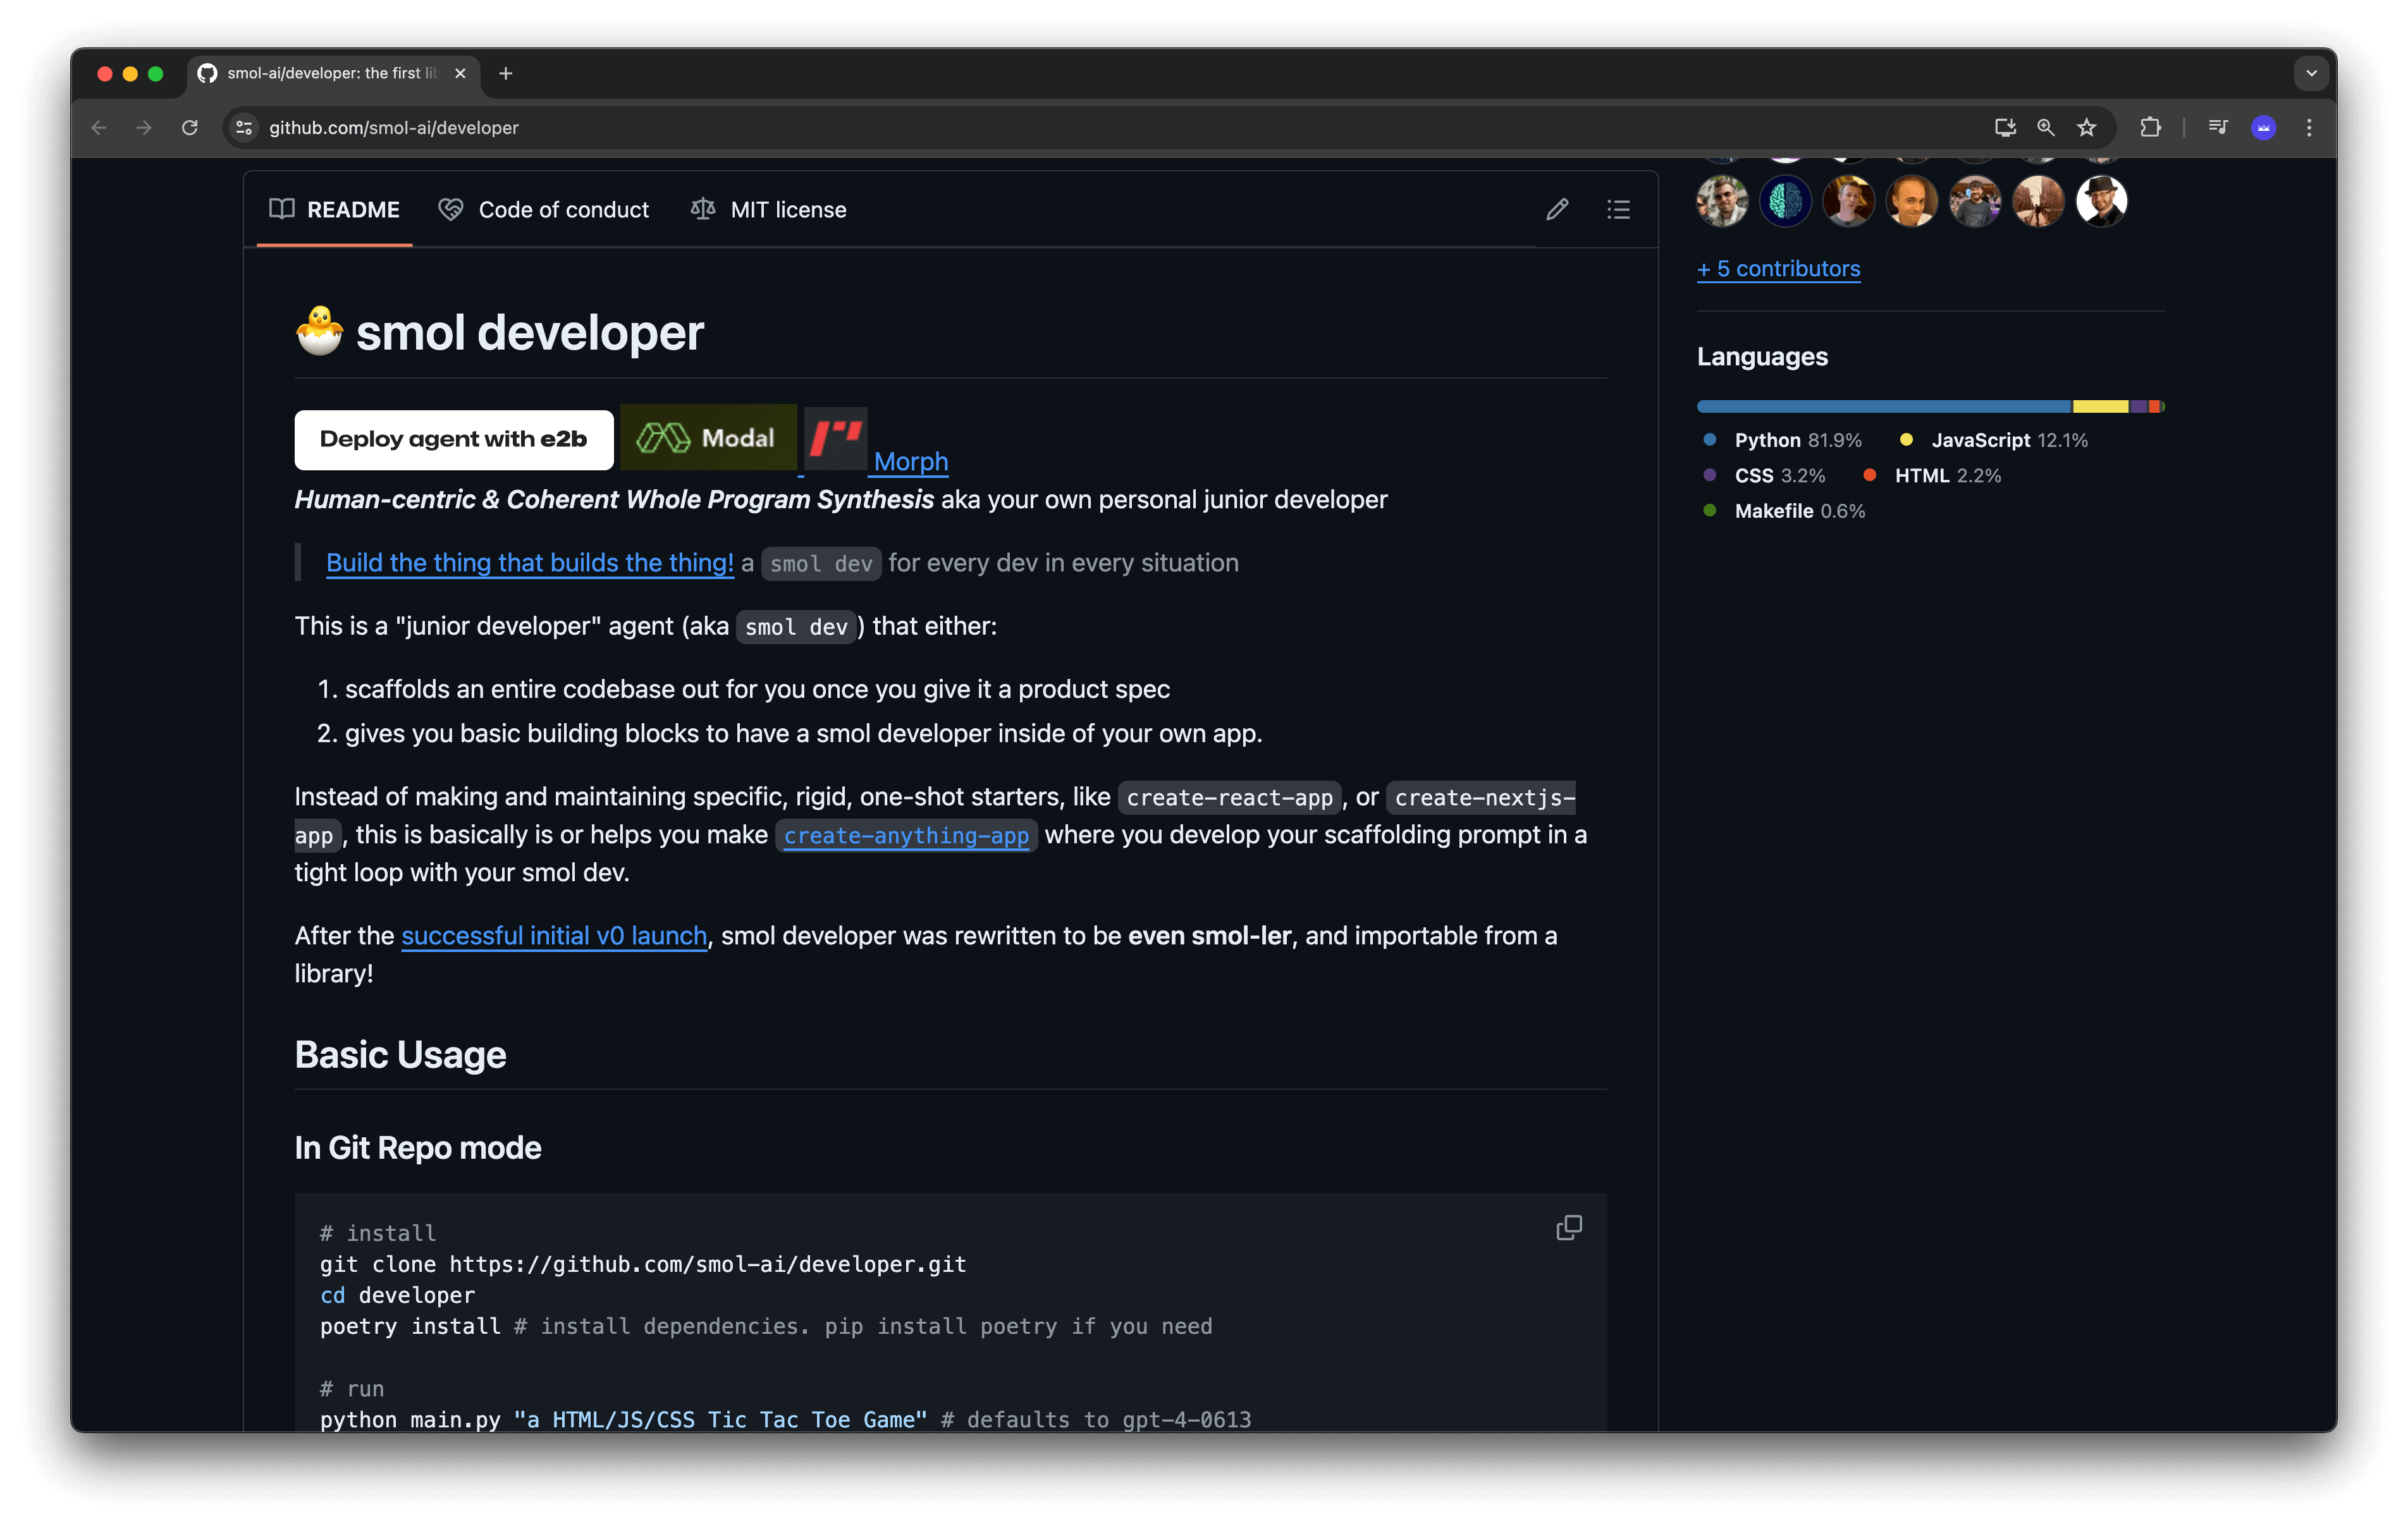 smol-ai/developer: the first lib
github.com/smol-ai/developer
README
Code of conduct
MIT license
+ 5 contributors
smol developer
Languages
Deploy agent with e2b
Modal
Morph
Python 81.9%
JavaScript 12.1%
CSS 3.2%
HTML 2.2%
Makefile 0.6%
Human-centric & Coherent Whole Program Synthesis aka your own personal junior developer
Build the thing that builds the thing! a smol dev for every dev in every situation
This is a "junior developer" agent (aka smol dev) that either:
1. scaffolds an entire codebase out for you once you give it a product spec
2. gives you basic building blocks to have a smol developer inside of your own app.
Instead of making and maintaining specific, rigid, one-shot starters, like create-react-app, or create-nextjs-
app, this is basically is or helps you make create-anything-app where you develop your scaffolding prompt in a
tight loop with your smol dev.
After the successful initial v0 launch, smol developer was rewritten to be even smol-ler, and importable from a
library!
Basic Usage
In Git Repo mode
# install
git clone https://github.com/smol-ai/developer.git
cd developer
poetry install # install dependencies. pip install poetry if you need
# run
python main.py "a HTML/JS/CSS Tic Tac Toe Game" # defaults to gpt-4-0613